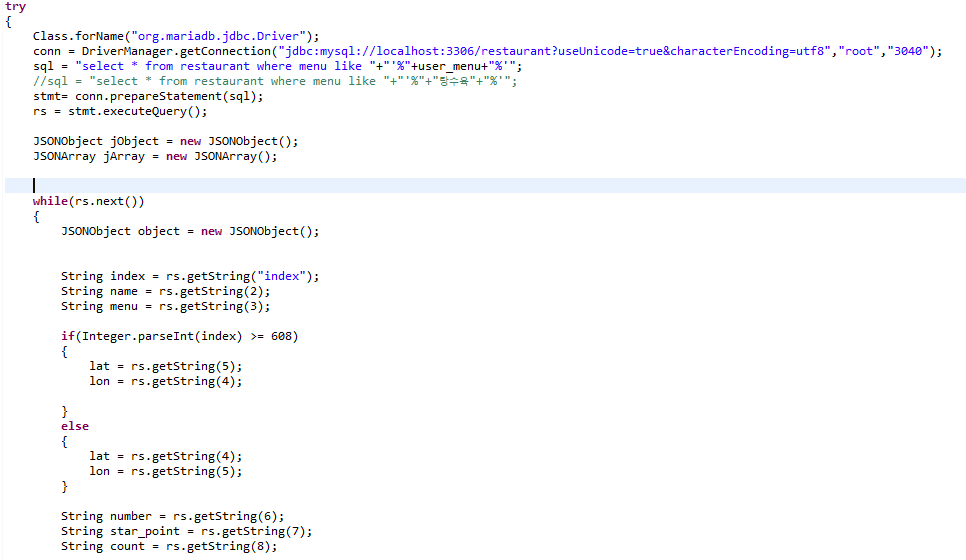 try
{
Class.forName("org.mariadb.jdbc.Driver");
conn = DriverManager.getConnection("jdbc:mysql://localhost:3306/restaurant?useUnicode=true&characterEncoding=utf8","root","3040");
sql = "select * from restaurant where menu like "+"'%"+user_menu+"%'";
//sql = "select * from restaurant where menu like "+"'%"+"탕수육"+"%'";
stmt= conn.prepareStatement(sql);
rs = stmt.executeQuery();
JSONObject jObject = new JSONObject();
JSONArray jArray = new JSONArray();
while(rs.next())
{
JSONObject object = new JSONObject();
String index = rs.getString("index");
String name = rs.getString(2);
String menu = rs.getString(3);
if(Integer.parseInt(index) >= 608)
{
lat = rs.getString(5);
lon = rs.getString(4);
}
else
{
lat = rs.getString(4);
lon = rs.getString(5);
}
String number = rs.getString(6);
String star_point = rs.getString(7);
String count = rs.getString(8);